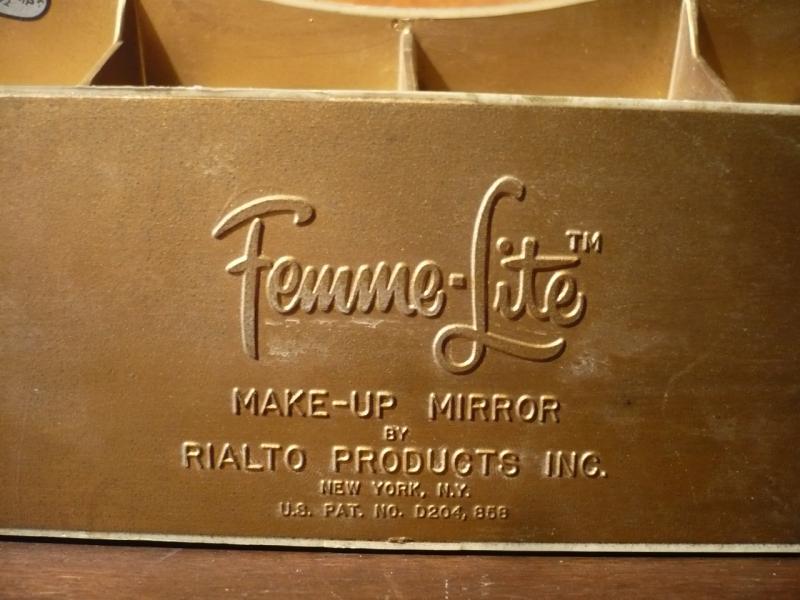 Femme-Lite™
MAKE-UP MIRROR
BY
RIALTO PRODUCTS INC.
NEW YORK, N.Y.
U.S. PAT. NO. D204, 858